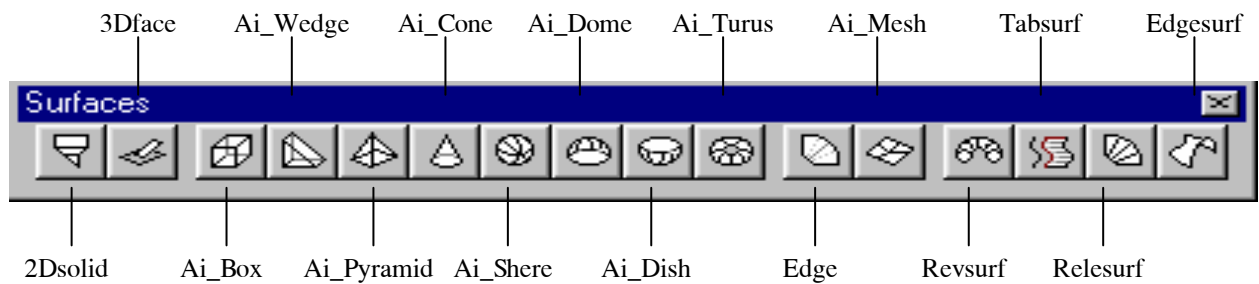 3Dface Ai_Wedge Ai_Cone Ai_Dome Ai_Turus Ai_Mesh Tabsurf Edgesurf
Surfaces
2Dsolid Ai_Box Ai_Pyramid Ai_Shere Ai_Dish Edge Revsurf Relesurf